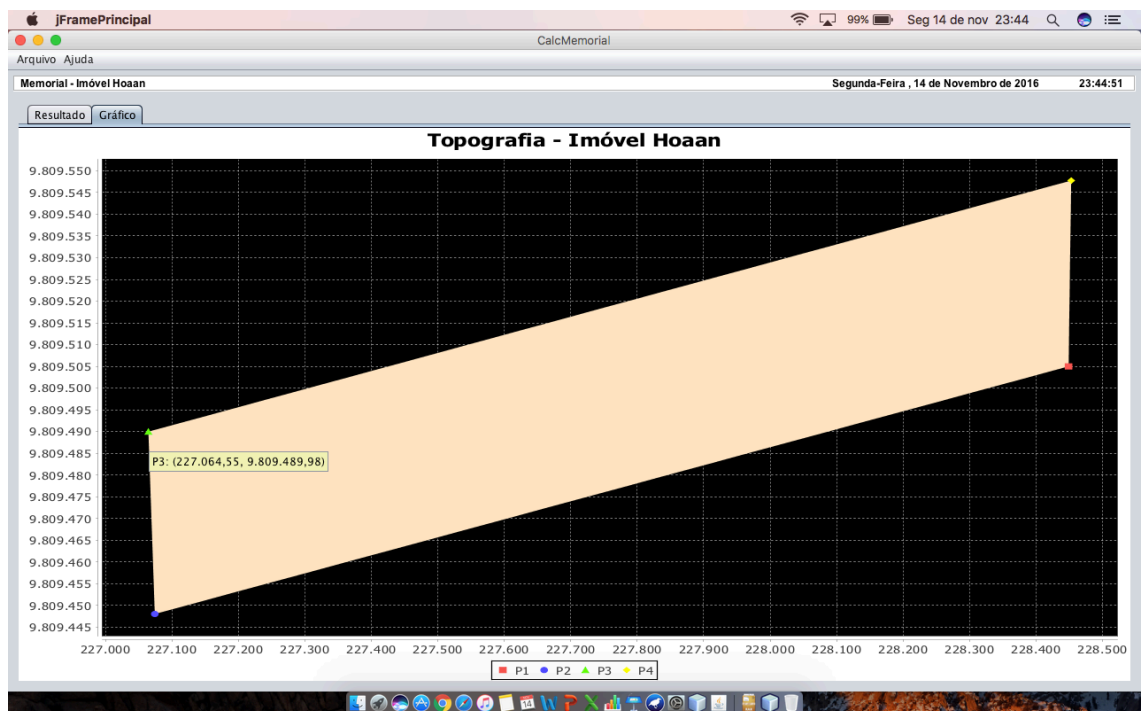 jFramePrincipal 99% Seg 14 de nov 23:44
CalcMemorial
Arquivo Ajuda
Memorial - Imóvel Hoaan Segunda-Feira , 14 de Novembro de 2016 23:44:51
Resultado Gráfico
Topografia - Imóvel Hoaan
9.809.550
9.809.545
9.809.540
9.809.535
9.809.530
9.809.525
9.809.520
9.809.515
9.809.510
9.809.505
9.809.500
9.809.495
9.809.490
9.809.485
P3: (227.064,55, 9.809.489,98)
9.809.480
9.809.475
9.809.470
9.809.465
9.809.460
9.809.455
9.809.450
9.809.445
227.000 227.100 227.200 227.300 227.400 227.500 227.600 227.700 227.800 227.900 228.000 228.100 228.200 228.300 228.400 228.500
P1 P2 P3 P4
14